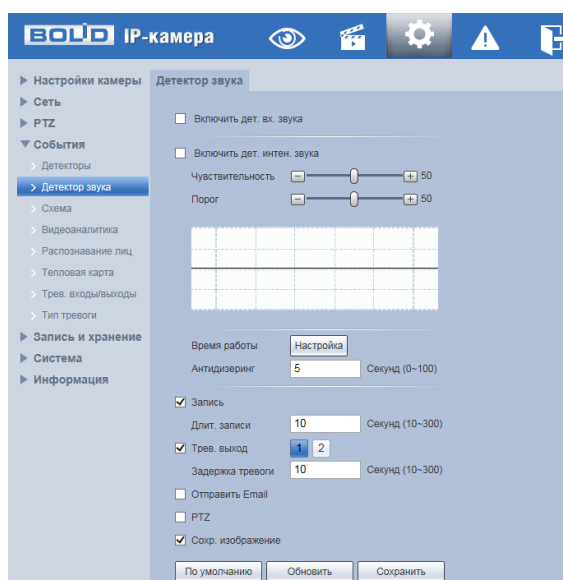 BOLID IP-камера
Настройки камеры
Сеть
PTZ
События
Детекторы
Детектор звука
Схема
Видеоаналитика
Распознавание лиц
Тепловая карта
Трев. входы/выходы
Тип тревоги
Запись и хранение
Система
Информация
Детектор звука
Включить дет. вх. звука
Включить дет. интен. звука
Чувствительность 50
Порог 50
Время работы Настройка
Антидизеринг 5 Секунд (0~100)
Запись
Длит. записи 10 Секунд (10~300)
Трев. выход 1 2
Задержка тревоги 10 Секунд (10~300)
Отправить Email
PTZ
Сохр. изображение
По умолчанию Обновить Сохранить